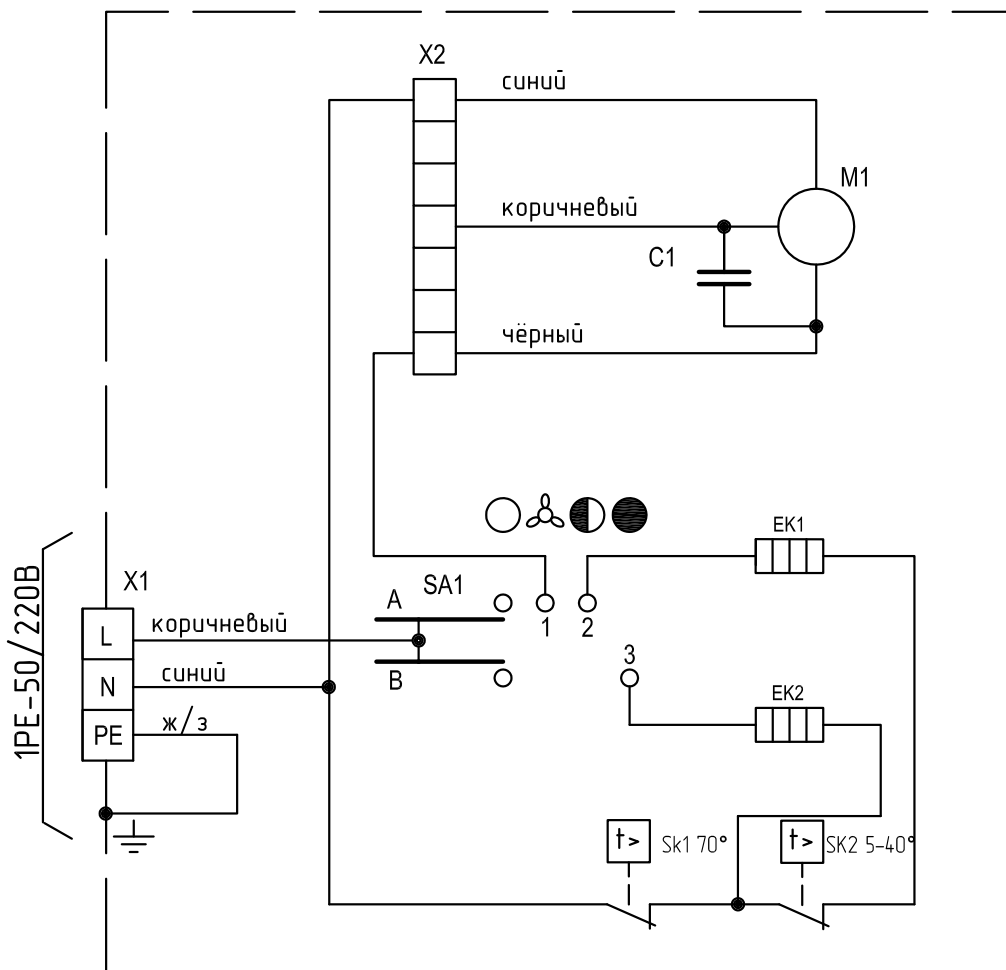 X2
синий
M1
коричневый
C1
чёрный
EK1
X1
A
SA1
1
2
L
коричневый
B
3
1PE-50/220В
N
синий
EK2
PE
ж/з
t>
Sk1 70°
t>
SK2 5-40°